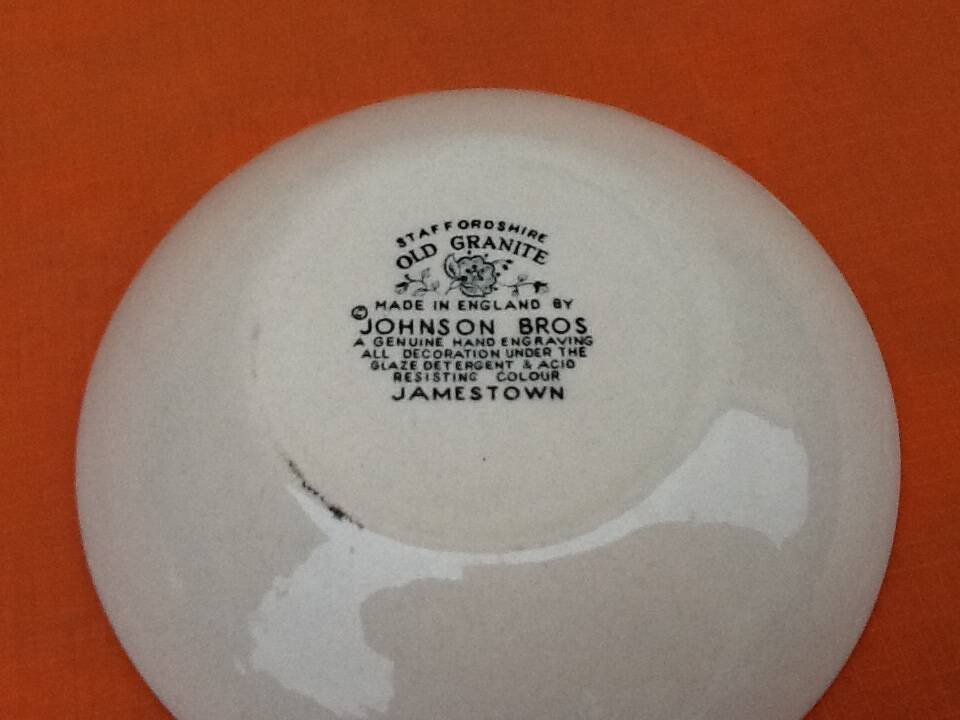 STAFFORDSHIRE
OLD GRANITE
MADE IN ENGLAND BY
© JOHNSON BROS
A GENUINE HAND ENGRAVING
ALL DECORATION UNDER THE
GLAZE DETERGENT & ACID
RESISTING COLOUR
JAMESTOWN